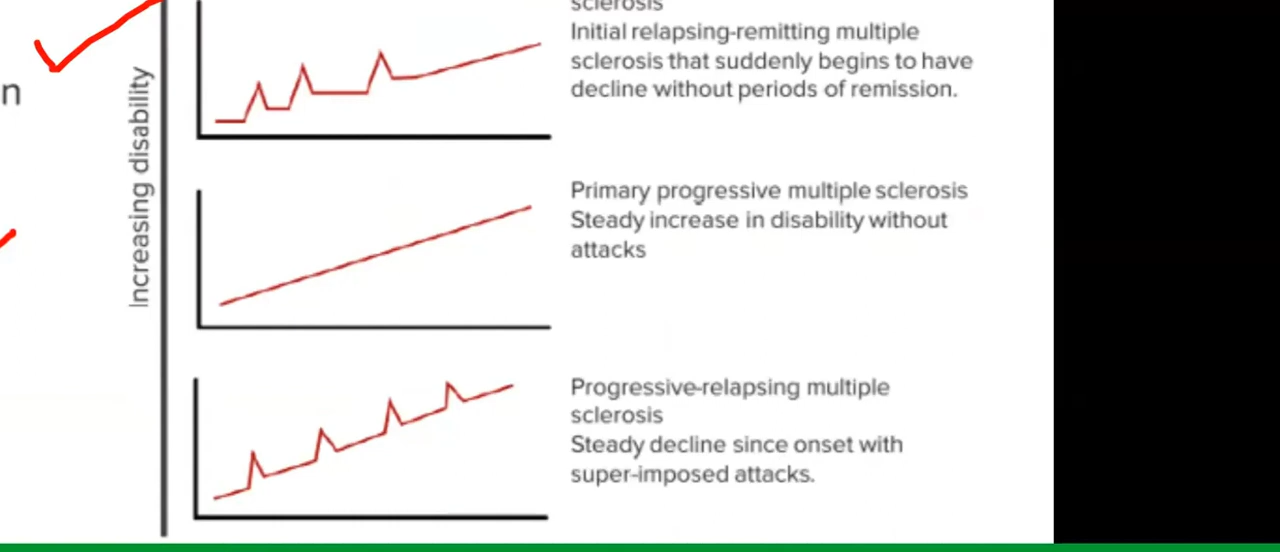 sclerosis
Initial relapsing-remitting multiple
sclerosis that suddenly begins to have
decline without periods of remission.
n
Increasing disability
Primary progressive multiple sclerosis
Steady increase in disability without
attacks
Progressive-relapsing multiple
sclerosis
Steady decline since onset with
super-imposed attacks.